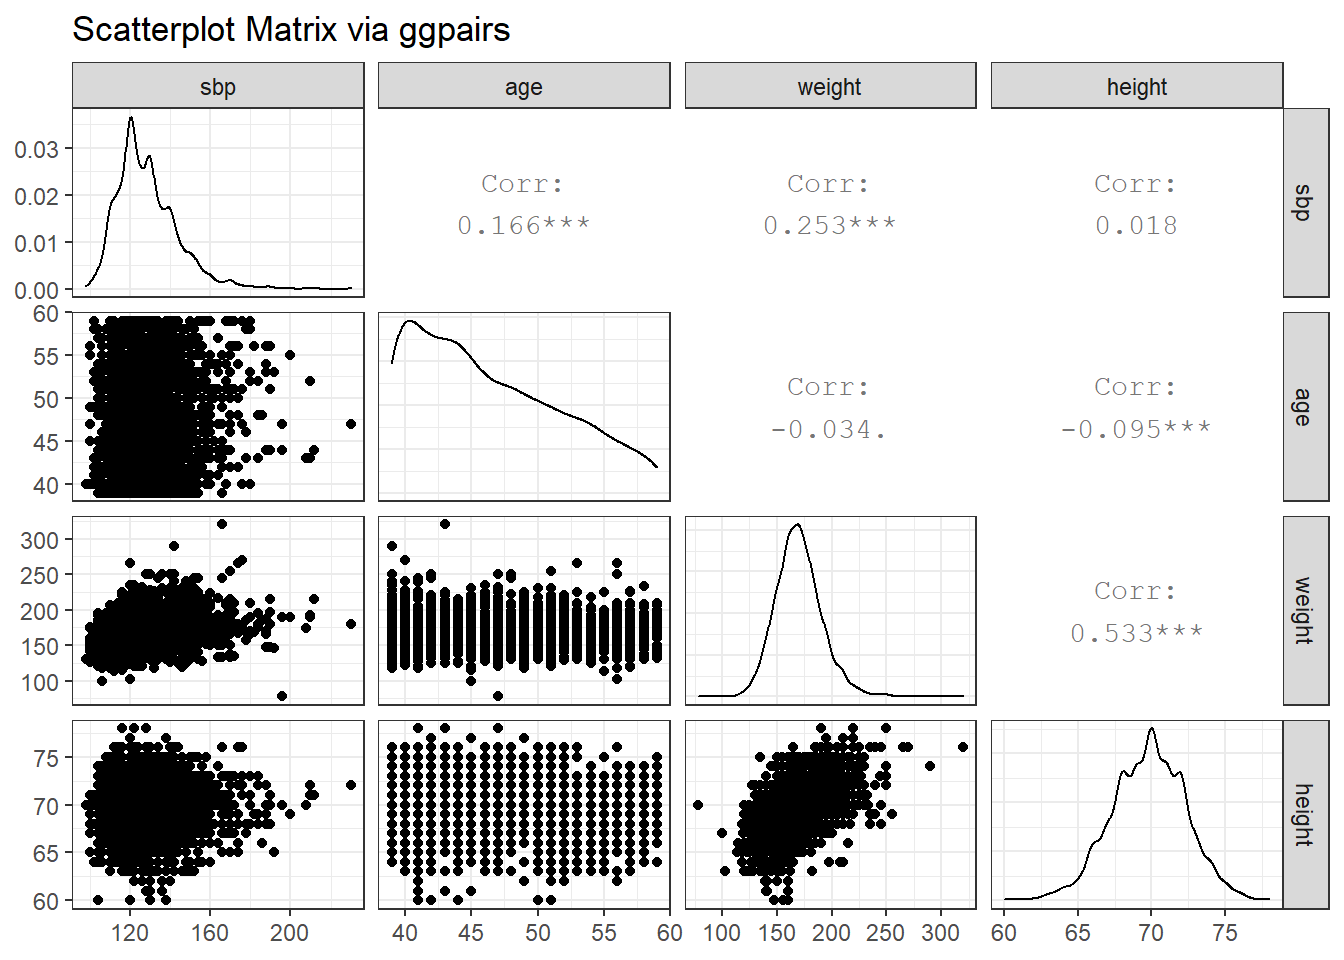 Scatterplot Matrix via ggpairs
sbp age weight height
0.03
0.02
0.01
0.00
Corr:
0.166***
Corr:
0.253***
Corr:
0.018
sbp
60
55
50
45
40
Corr:
-0.034.
Corr:
-0.095***
age
300
250
200
150
100
Corr:
0.533***
weight
75
70
65
60
height
120 160 200
40 45 50 55 60
100 150 200 250 300
60 65 70 75